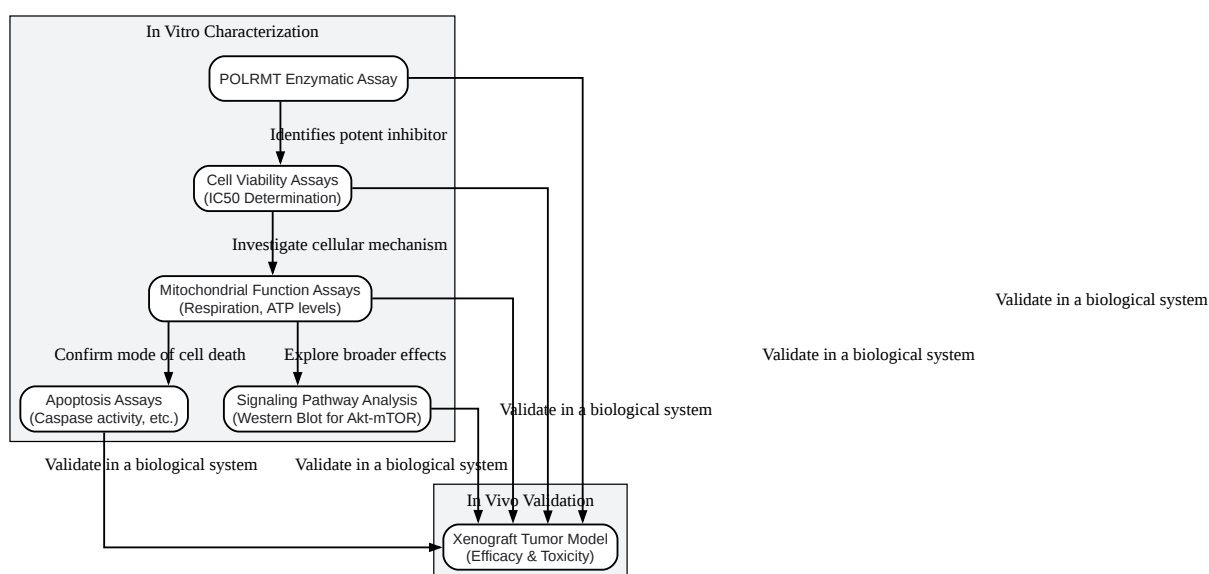 In Vitro Characterization
POLRMT Enzymatic Assay
Identifies potent inhibitor
Cell Viability Assays
(IC50 Determination)
Investigate cellular mechanism
Mitochondrial Function Assays
(Respiration, ATP levels)
Validate in a biological system
Confirm mode of cell death
Explore broader effects
Validate in a biological system
Apoptosis Assays
(Caspase activity, etc.)
Signaling Pathway Analysis
(Western Blot for Akt-mTOR)
Validate in a biological system
Validate in a biological system
Validate in a biological system
In Vivo Validation
Xenograft Tumor Model
(Efficacy & Toxicity)